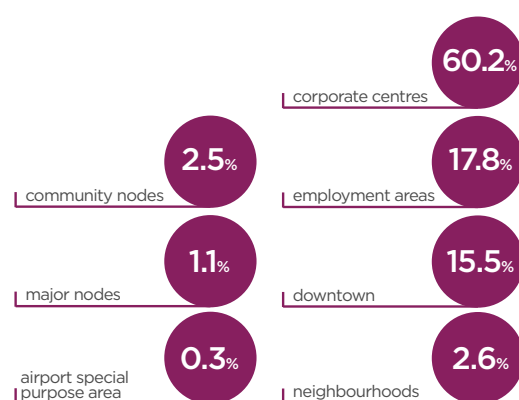 60.2%
corporate centres
2.5%
community nodes
17.8%
employment areas
1.1%
major nodes
15.5%
downtown
0.3%
airport special
purpose area
2.6%
neighbourhoods